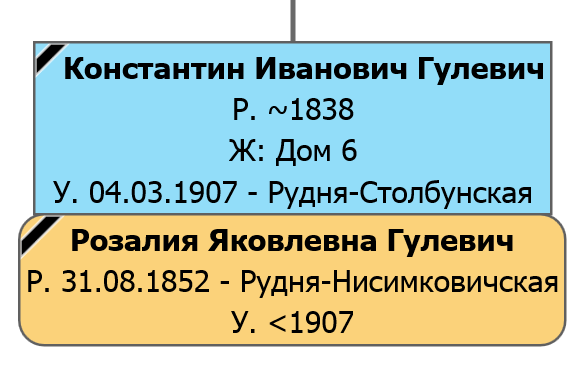 Константин Иванович Гулевич
Р. ~1838
Ж: Дом 6
У. 04.03.1907 - Рудня-Столбунская
Розалия Яковлевна Гулевич
Р. 31.08.1852 - Рудня-Нисимковичская
У. <1907